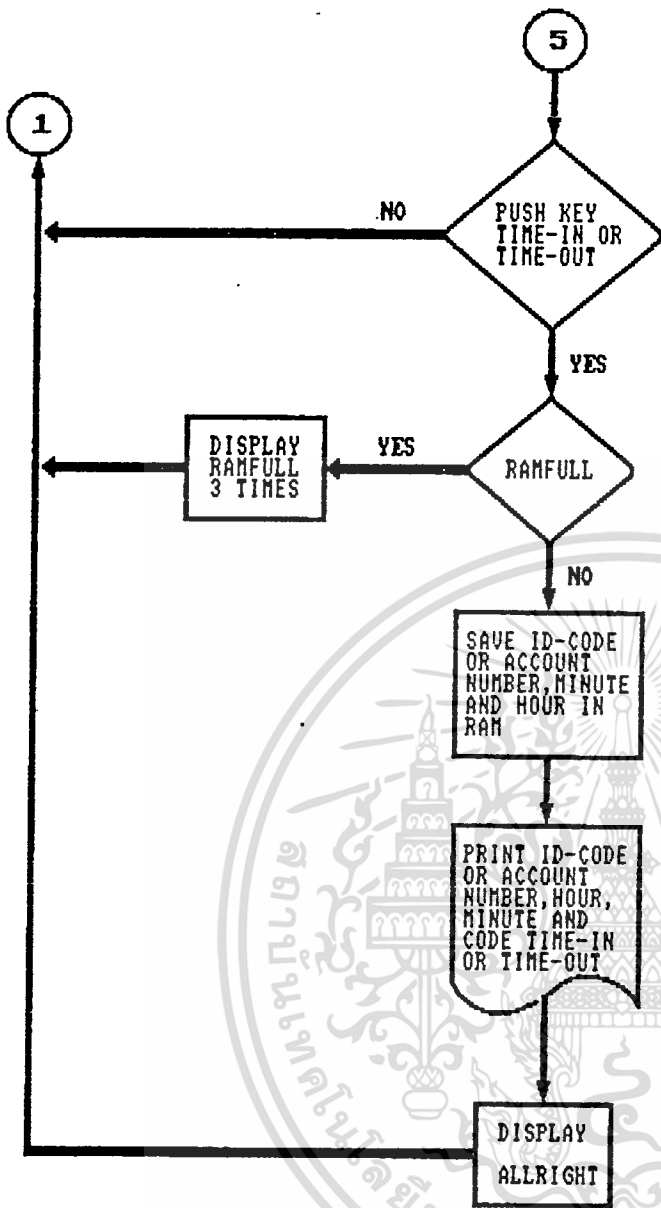 5
1
NO
PUSH KEY
TIME-IN OR
TIME-OUT
YES
DISPLAY
RAMFULL
3 TIMES
YES
RAMFULL
NO
SAVE ID-CODE
OR ACCOUNT
NUMBER,MINUTE
AND HOUR IN
RAM
PRINT ID-CODE
OR ACCOUNT
NUMBER,HOUR,
MINUTE AND
CODE TIME-IN
OR TIME-OUT
DISPLAY
ALLRIGHT